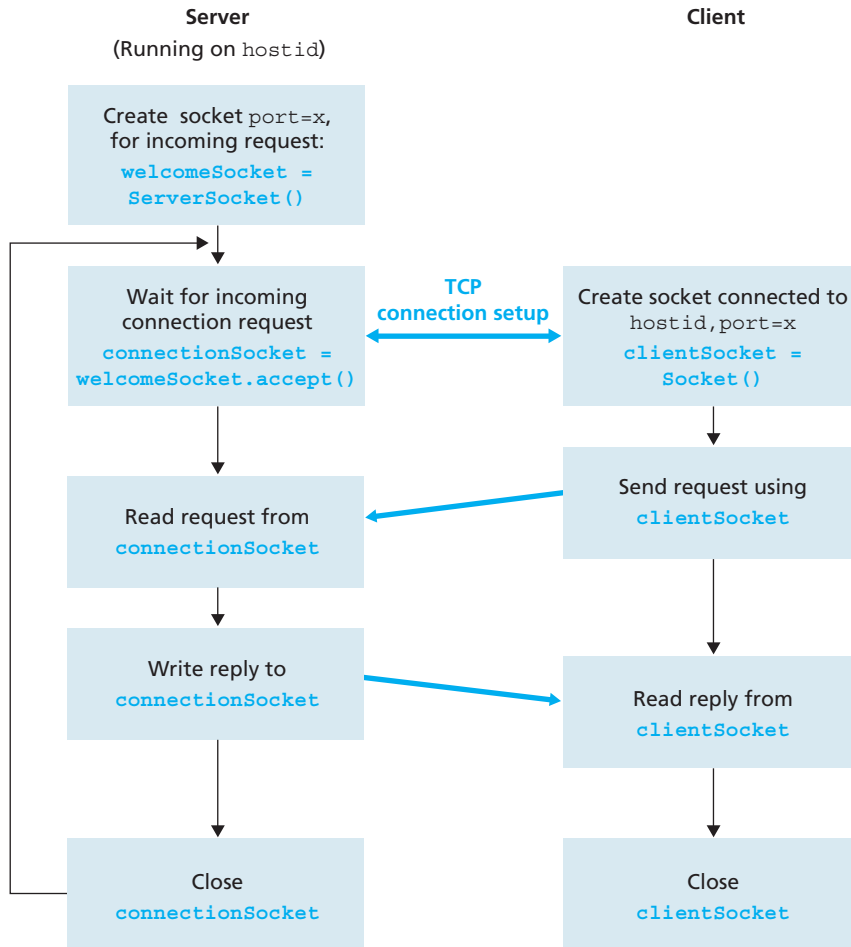 Server
(Running on hostid)
Client
Create socket port=x,
for incoming request:
welcomeSocket =
ServerSocket()
Wait for incoming
connection request
connectionSocket =
welcomeSocket.accept()
TCP
connection setup
Create socket connected to
hostid,port=x
clientSocket =
Socket()
Send request using
clientSocket
Read request from
connectionSocket
Write reply to
connectionSocket
Read reply from
clientSocket
Close
connectionSocket
Close
clientSocket